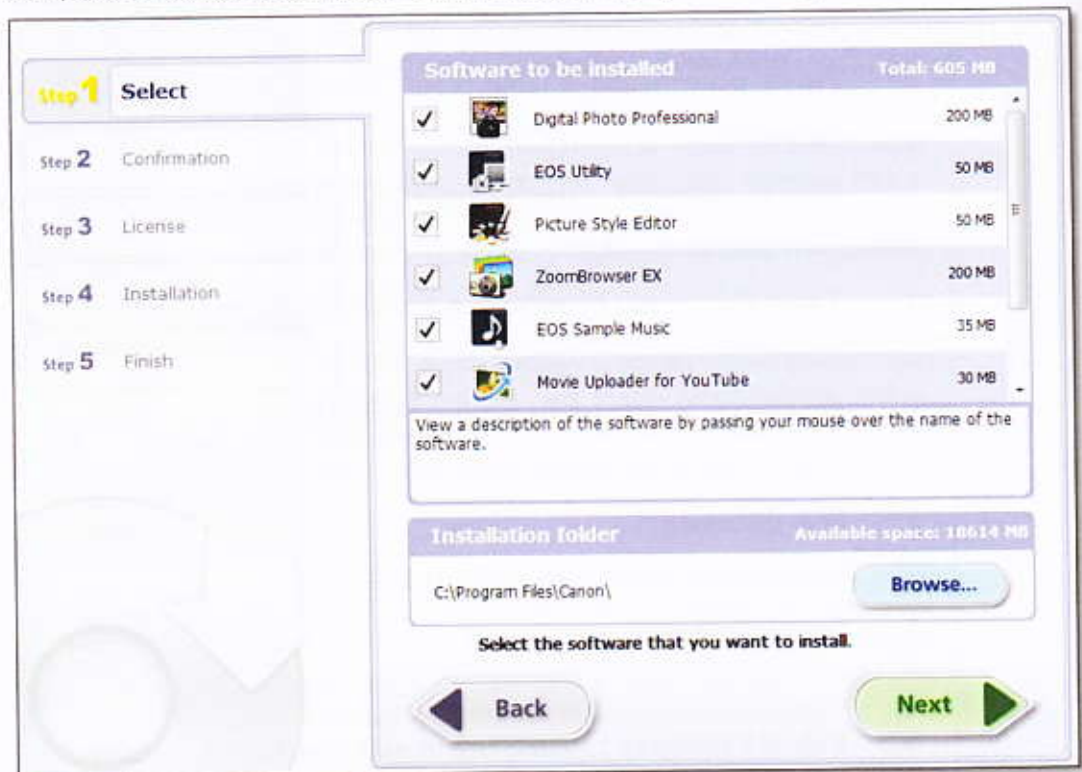 Step 1 Select
Step 2 Confirmation
Step 3 License
Step 4 Installation
Step 5 Finish
Software to be installed Total: 605 MB
Digital Photo Professional 200 MB
EOS Utility 50 MB
Picture Style Editor 50 MB
ZoomBrowser EX 200 MB
EOS Sample Music 35 MB
Movie Uploader for YouTube 30 MB
View a description of the software by passing your mouse over the name of the
software.
Installation folder Available space: 18614 MB
C:\Program Files\Canon\ Browse...
Select the software that you want to install.
Back Next